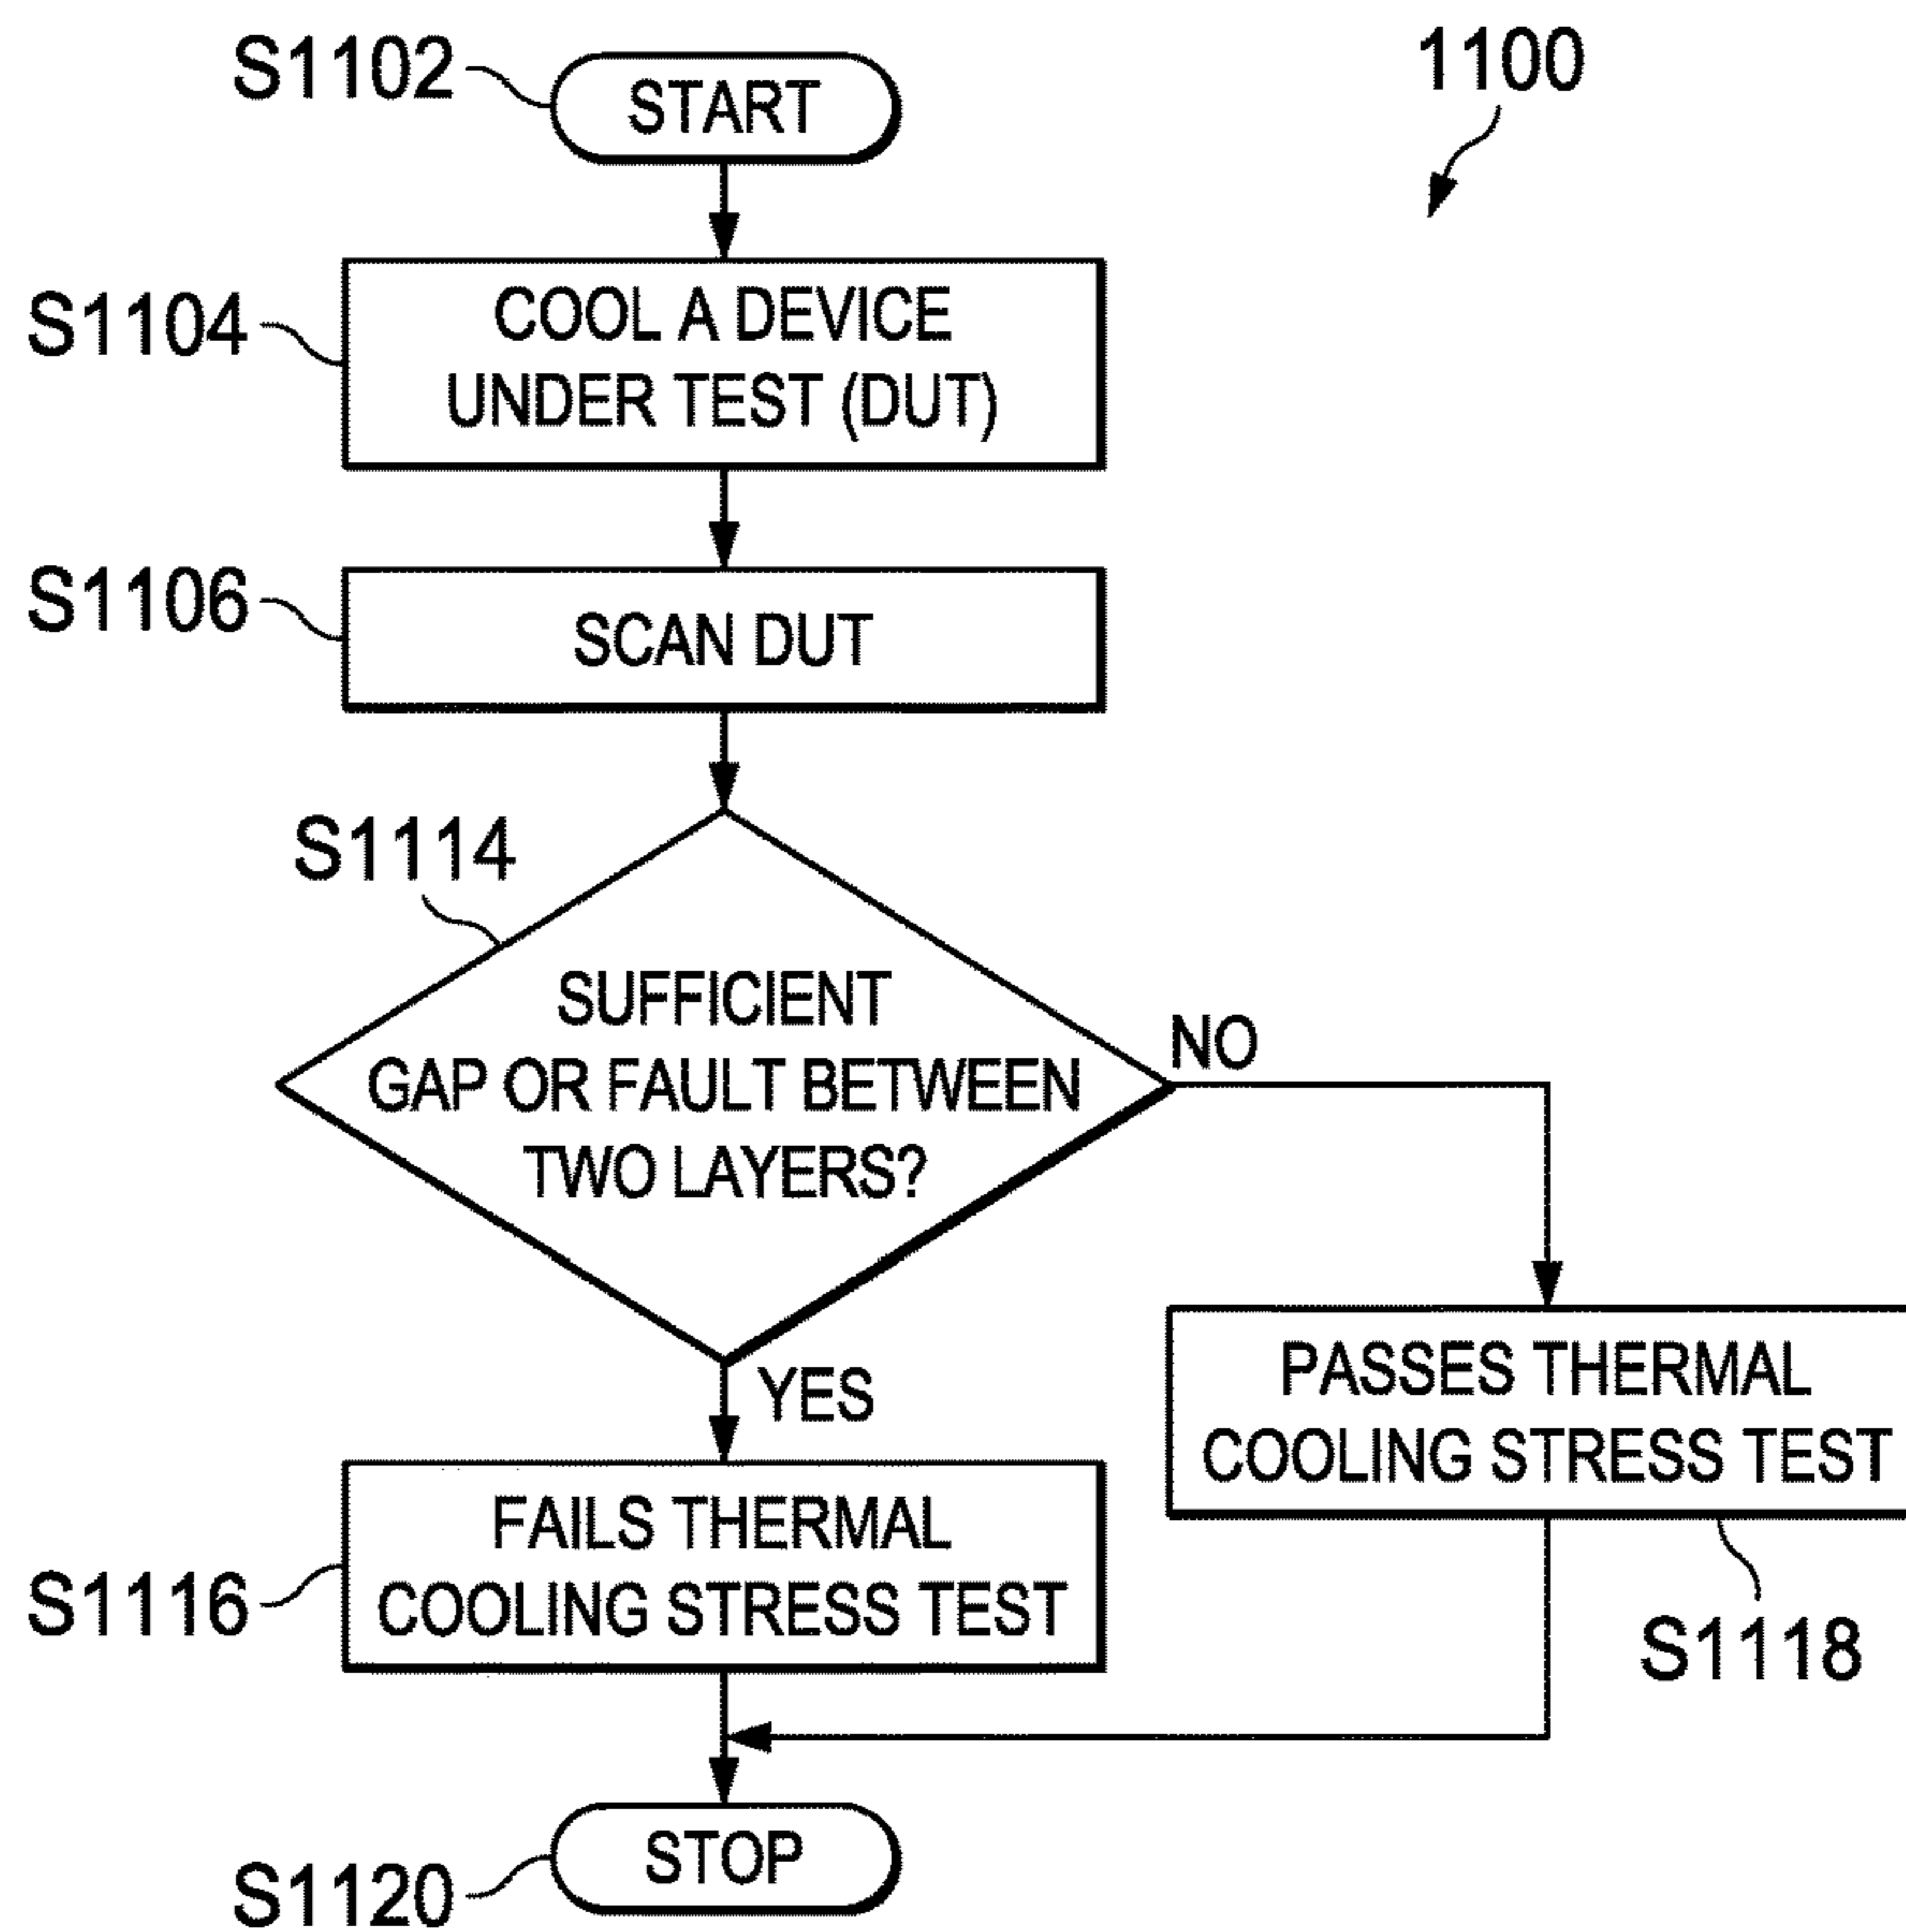 S1102
START
1100
S1104
COOL A DEVICE
UNDER TEST (DUT)
S1106
SCAN DUT
S1114
SUFFICIENT
GAP OR FAULT BETWEEN
TWO LAYERS?
NO
YES
PASSES THERMAL
COOLING STRESS TEST
S1118
FAILS THERMAL
COOLING STRESS TEST
S1116
STOP
S1120